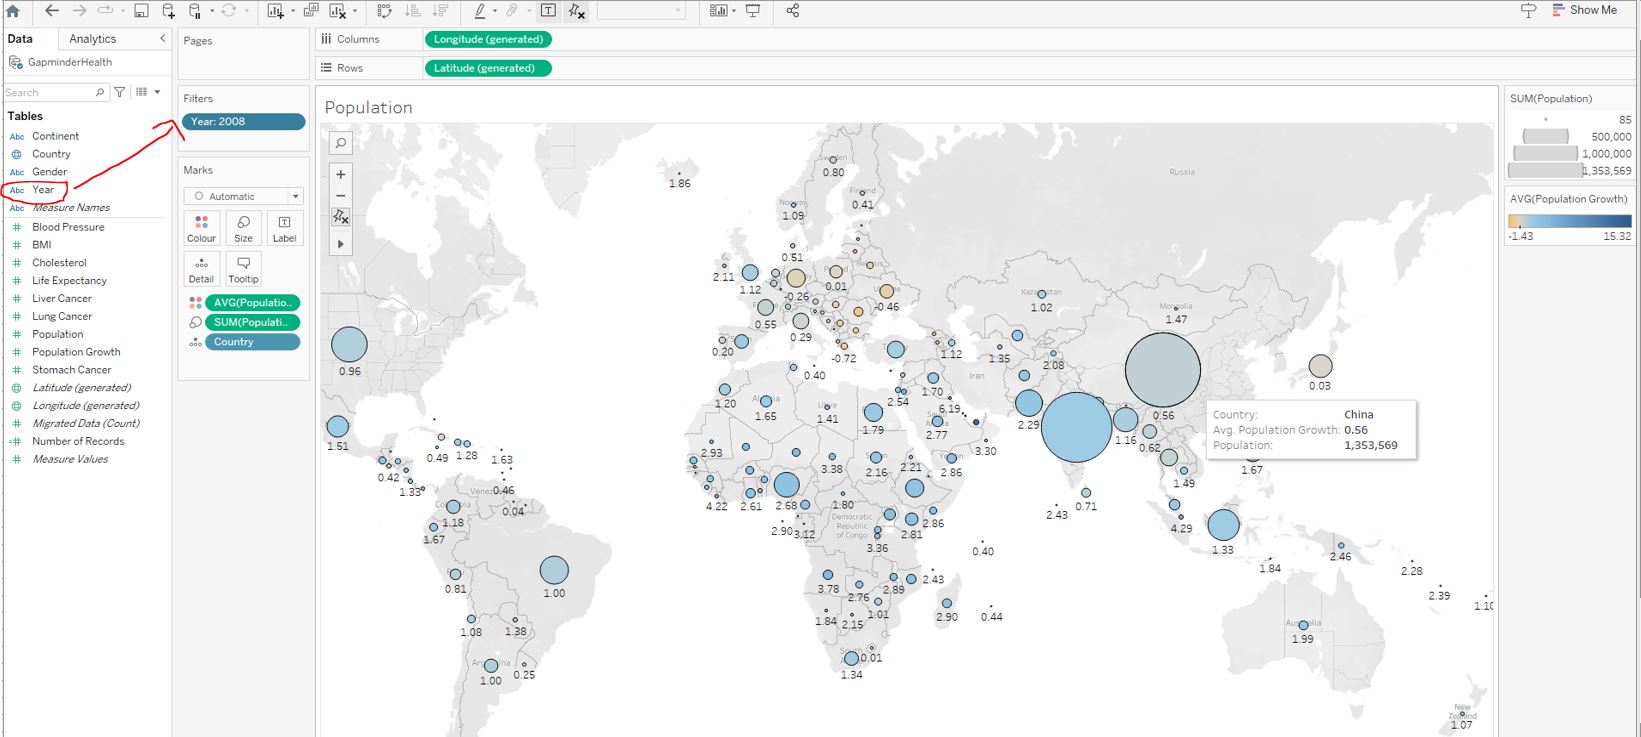 Show Me
Data
Analytics
Pages
Columns
Longitude (generated)
GapminderHealth
Rows
Latitude (generated)
Search
Filters
Year: 2008
Tables
Abc Continent
Country
Abc Gender
Abc Year
Abc Measure Names
# Blood Pressure
# BMI
# Cholesterol
# Life Expectancy
# Liver Cancer
# Lung Cancer
# Population
# Population Growth
# Stomach Cancer
Latitude (generated)
Longitude (generated)
# Migrated Data (Count)
Number of Records
# Measure Values
Marks
Automatic
Colour
Size
Label
Detail
Tooltip
AVG(Populatio..
SUM(Populati..
Country
Population
Russia
Sweden
0.80
1.86
Finland
0.41
Norway
1.09
0.51
2.11
1.12
-0.26
0.01
-0.46
Kazakhstan
1.02
Mongolia
1.47
0.55
0.29
0.96
0.20
-0.72
1.12
1.35
2.08
0.40
Iran
0.56
0.03
1.20
1.65
Libya
1.41
1.79
2.54
1.70
6.19
2.77
3.30
2.29
1.16
0.62
Country: China
Avg. Population Growth: 0.56
Population: 1,353,569
1.51
0.49
1.28
1.63
0.42
1.33
0.46
0.04
1.18
1.67
2.93
3.38
2.16
2.21
2.86
1.67
1.49
4.22
2.61
2.68
1.80
2.43
0.71
2.90
3.12
Democratic
Republic
of Congo
2.81
2.86
3.36
4.29
1.33
0.40
1.84
2.46
2.28
0.81
1.00
3.78
2.76
2.89
2.43
2.39
1.10
1.08
1.38
1.84
2.15
1.01
2.90
0.44
Australia
1.99
Argentina
1.00
0.25
0.01
1.34
New
Zealand
1.07
SUM(Population)
85
500,000
1,000,000
1,353,569
AVG(Population Growth)
-1.43
15.32